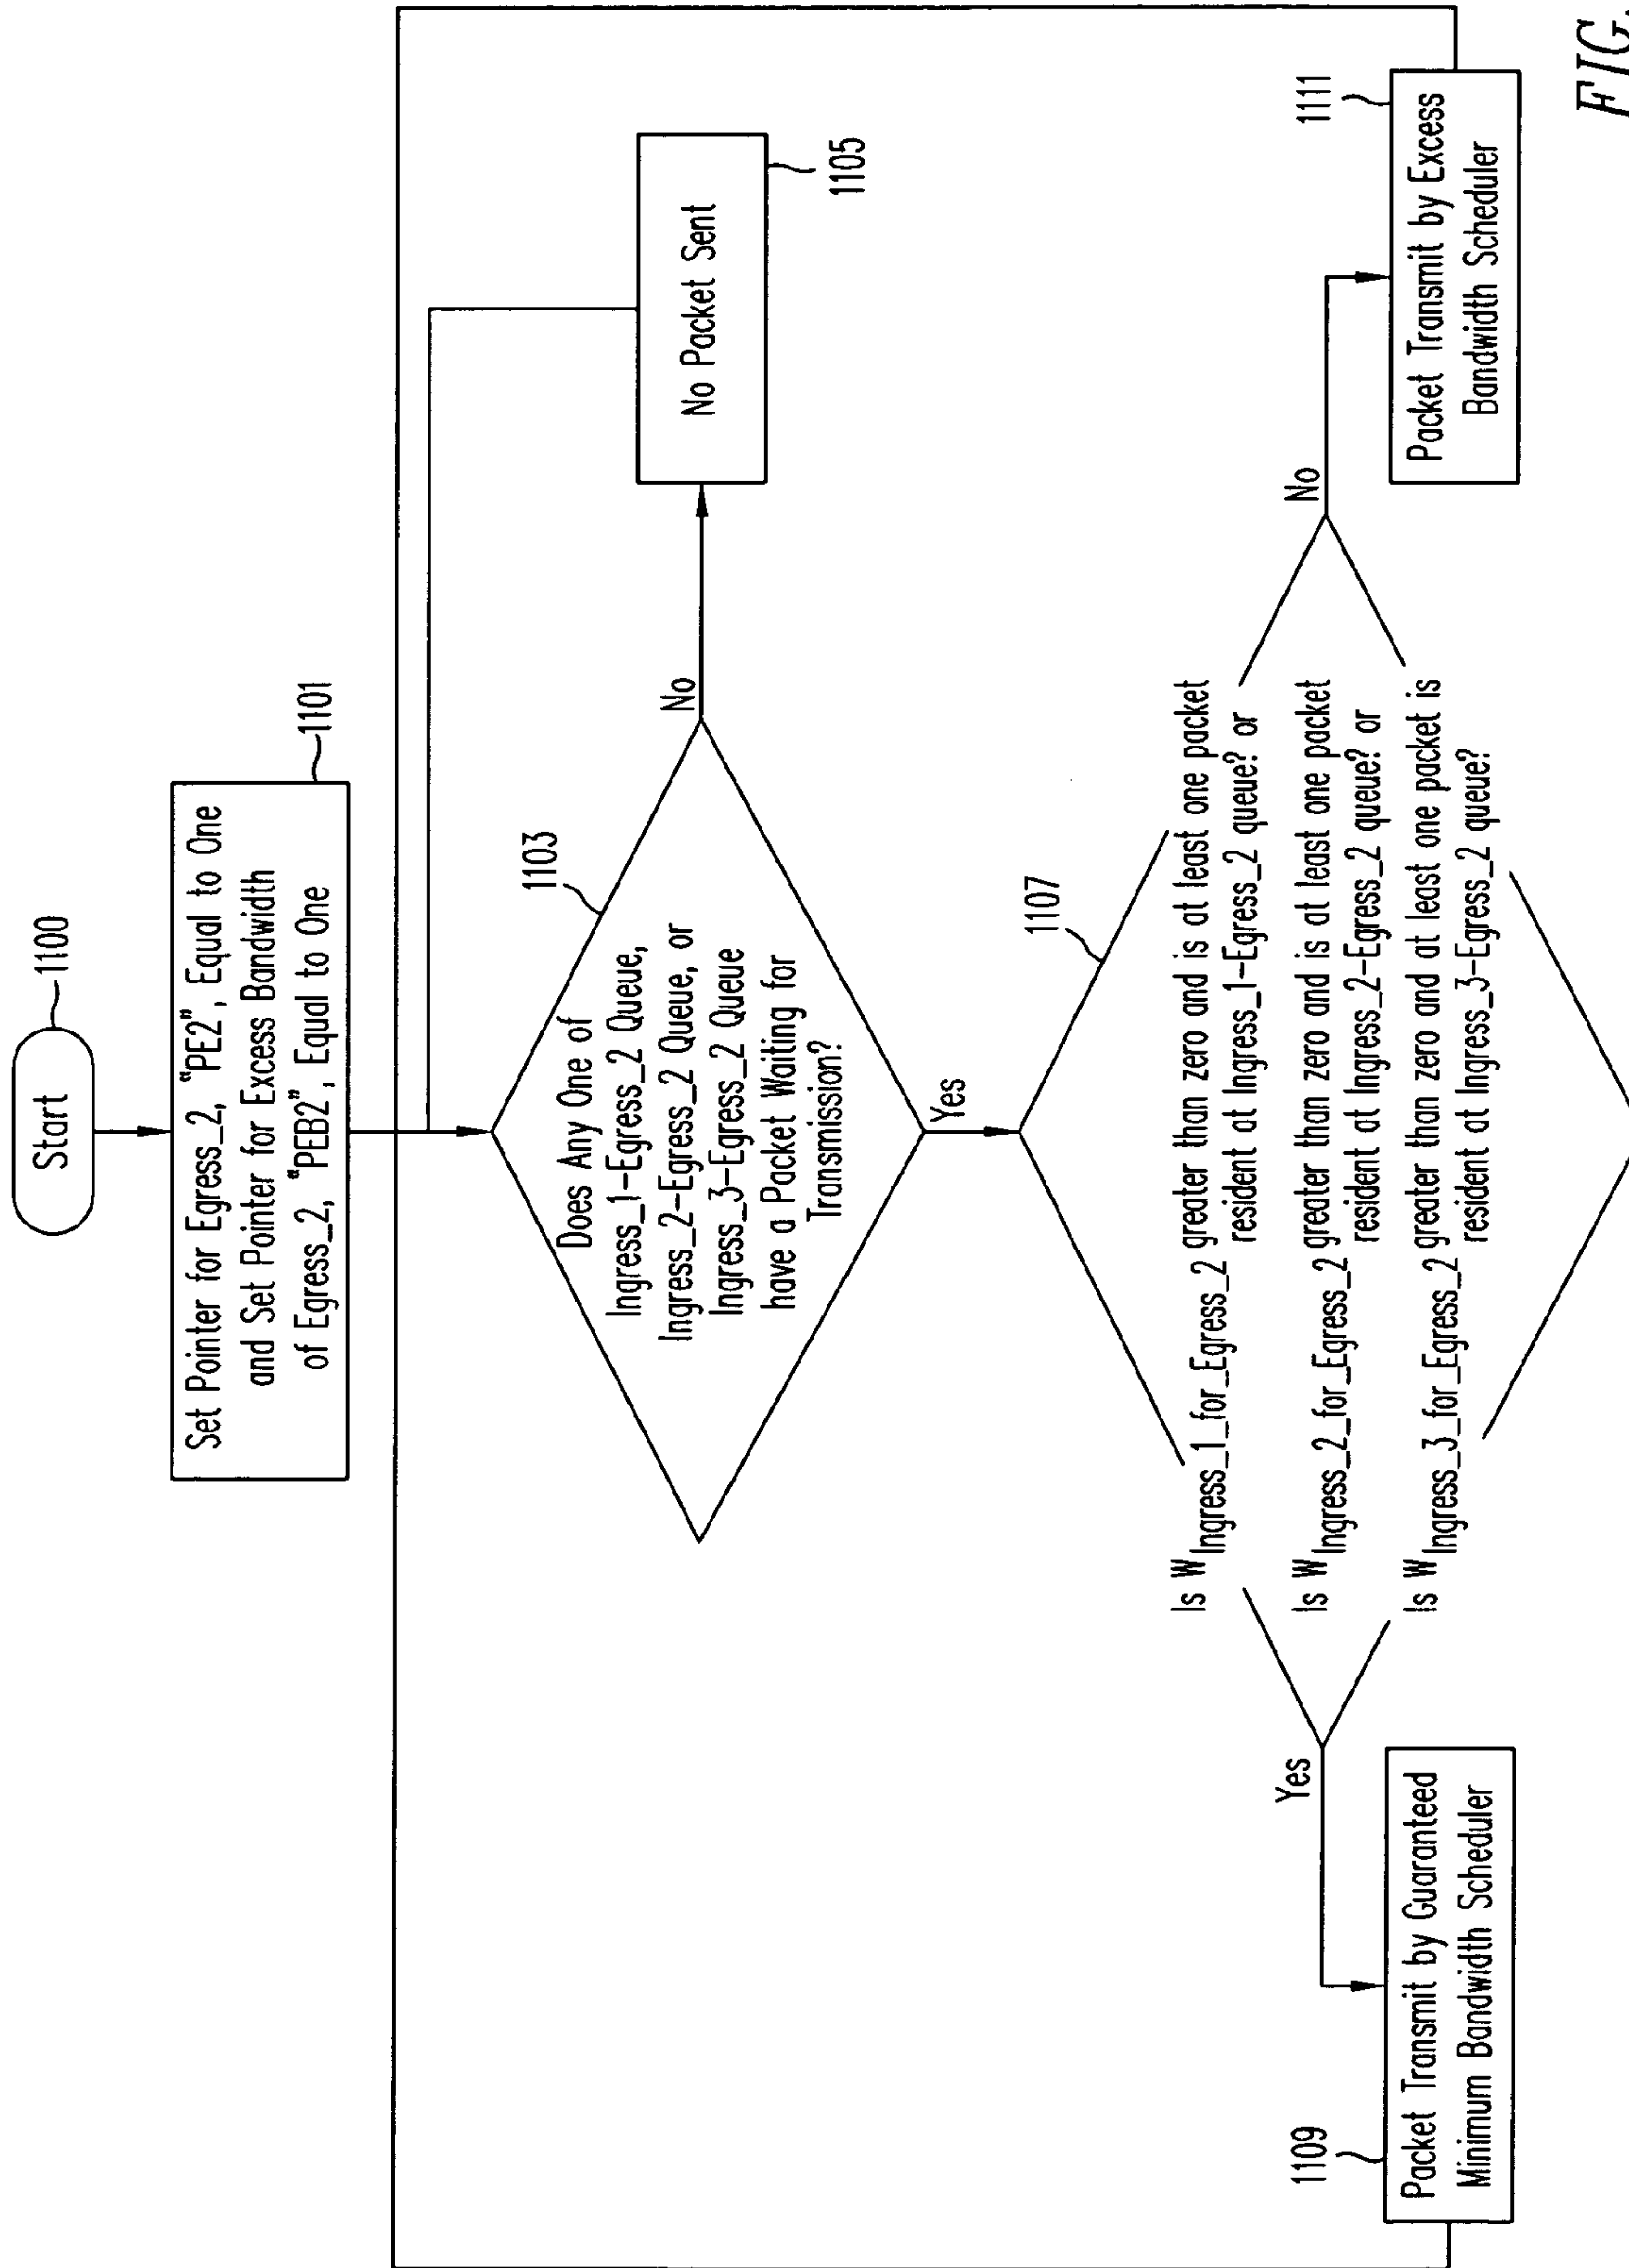 Start
1100
Set Pointer for Egress_2, "PE2", Equal to One
and Set Pointer for Excess Bandwidth
of Egress_2, "PEB2", Equal to One
1101
1103
Does Any One of
Ingress_1-Egress_2 Queue,
Ingress_2-Egress_2 Queue, or
Ingress_3-Egress_2 Queue
have a Packet Waiting for
Transmission?
No
No Packet Sent
1105
Yes
1107
Is W Ingress_1_for_Egress_2 greater than zero and is at least one packet
resident at Ingress_1-Egress_2 queue? or
Is W Ingress_2_for_Egress_2 greater than zero and is at least one packet
resident at Ingress_2-Egress_2 queue? or
Is W Ingress_3_for_Egress_2 greater than zero and at least one packet is
resident at Ingress_3-Egress_2 queue?
Yes
No
1109
Packet Transmit by Guaranteed
Minimum Bandwidth Scheduler
1111
Packet Transmit by Excess
Bandwidth Scheduler
FIG.